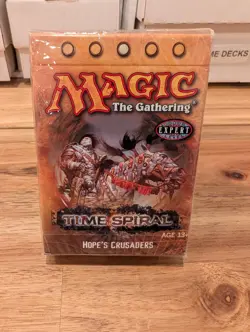 ME DECKS
MAGIC
The Gathering
EXPERT
TIME SPIRAL
AGE 13+
HOPE'S CRUSADERS